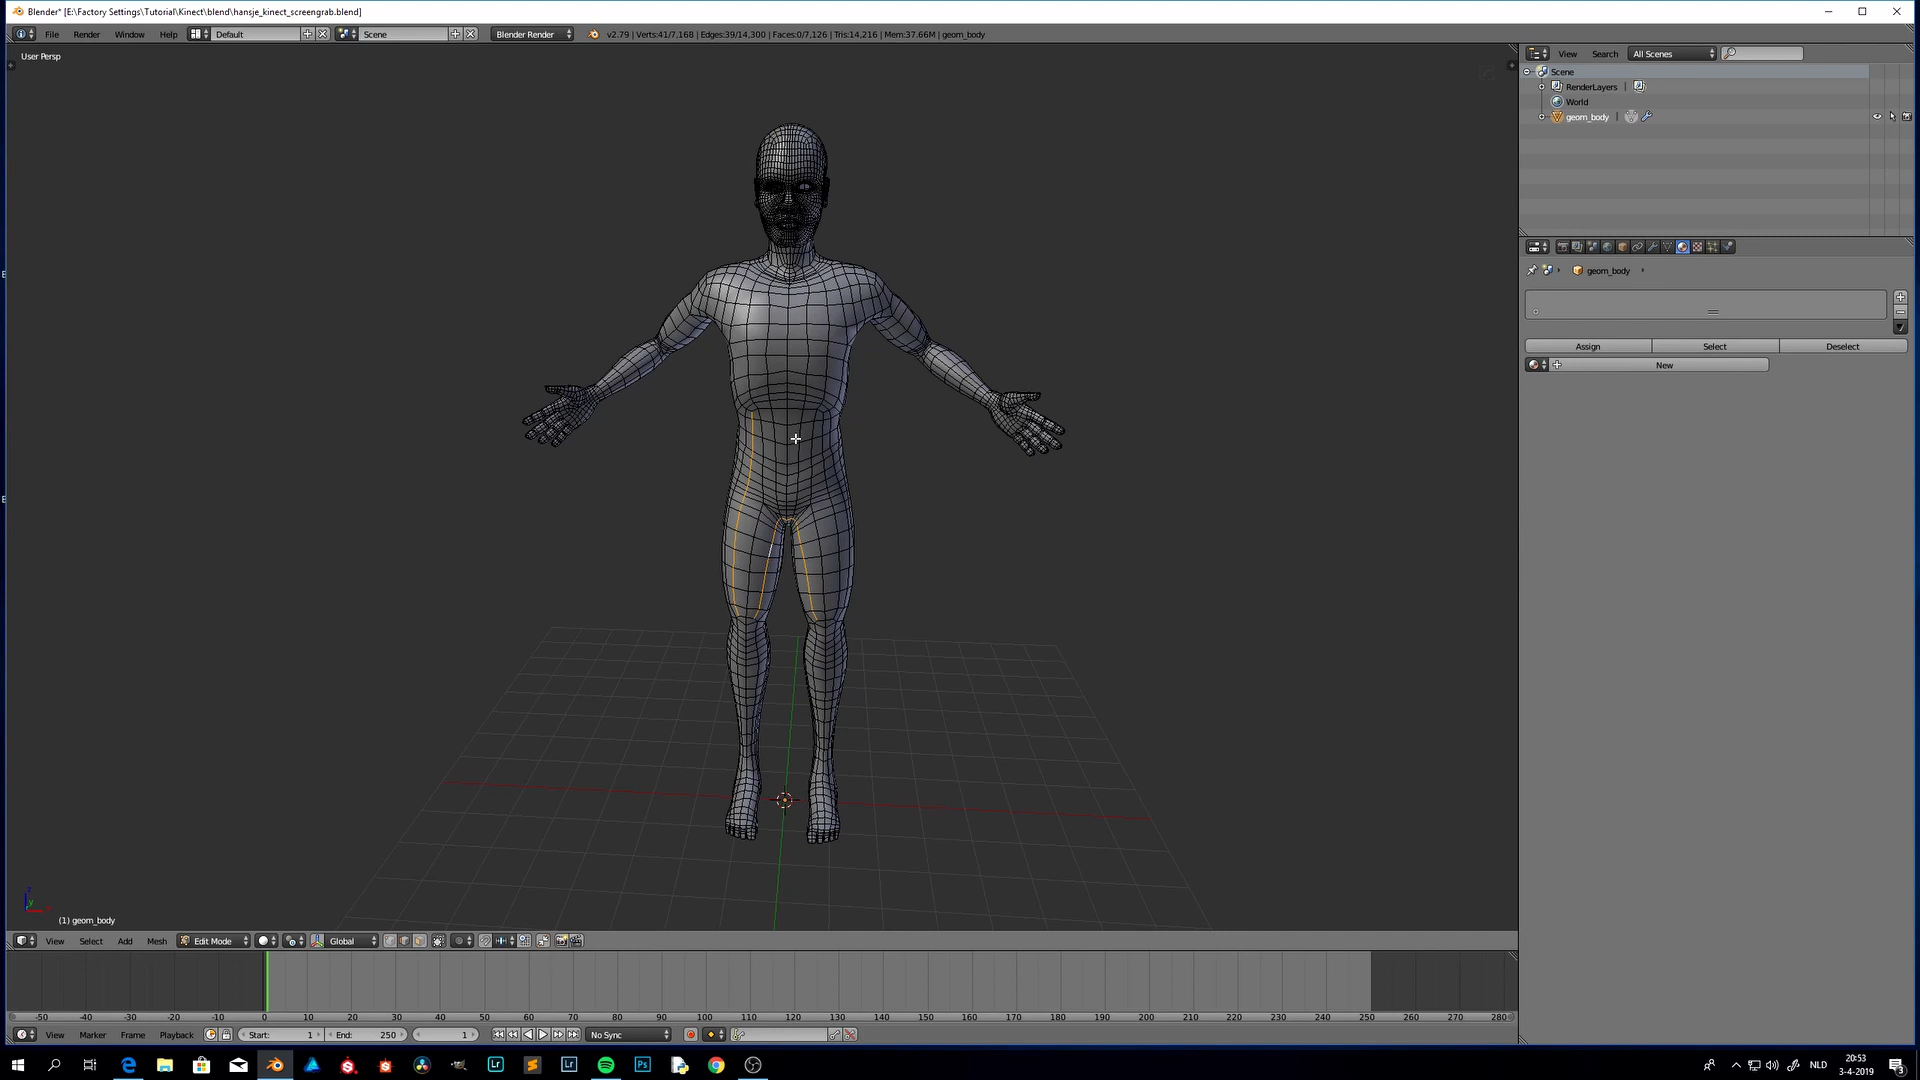 Blender* [E:\Factory Settings\Tutorial\Kinect\blend\hansje_kinect_screengrab.blend]
File Render Window Help Default Scene Blender Render v2.79 | Verts:41/7,168 | Edges:39/14,300 | Faces:0/7,126 | Tris:14,216 | Mem:37.66M | geom_body
User Persp
View Search All Scenes
Scene
RenderLayers
World
geom_body
geom_body
Assign Select Deselect
New
z
y
(1) geom_body
View Select Add Mesh Edit Mode Global
-50 -40 -30 -20 -10 0 10 20 30 40 50 60 70 80 90 100 110 120 130 140 150 160 170 180 190 200 210 220 230 240 250 260 270 280
View Marker Frame Playback Start: 1 End: 250 1 No Sync
Lr Lr Ps NLD 20:53
3-4-2019 3